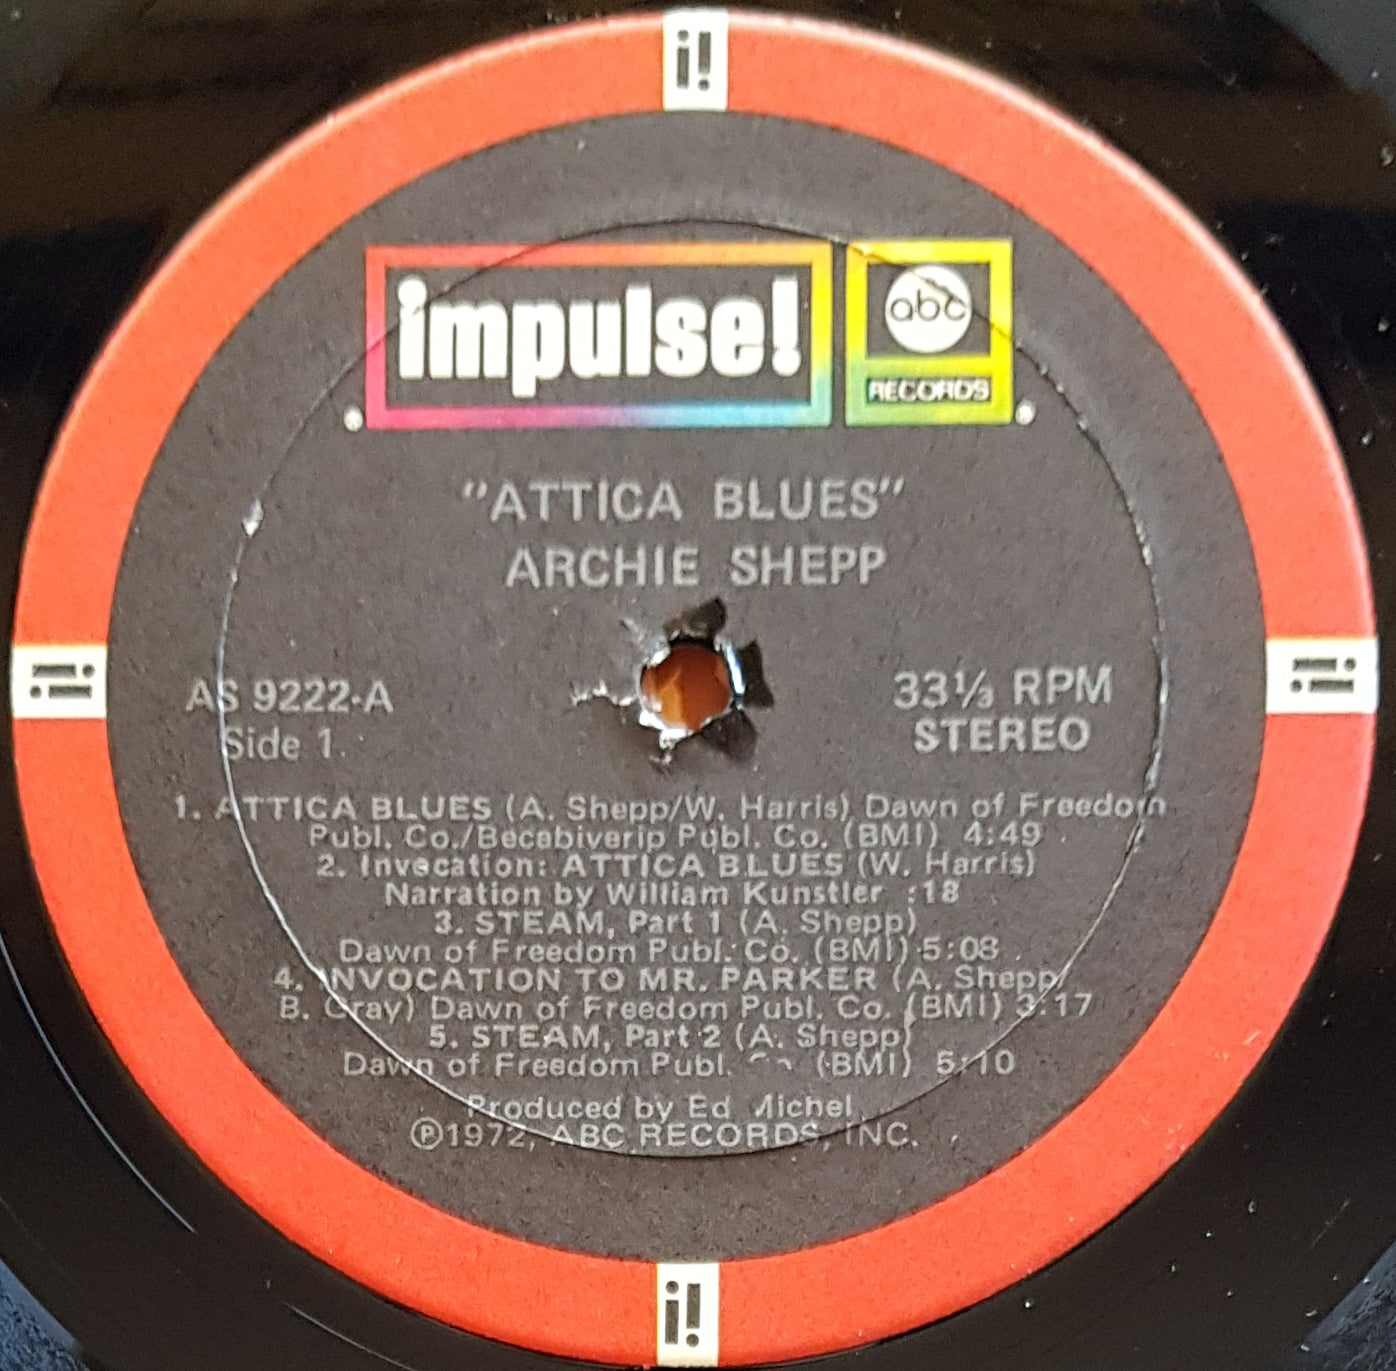 i!
impulse!
abc
RECORDS
"ATTICA BLUES"
ARCHIE SHEPP
i!
i!
AS 9222-A
Side 1.
33⅓ RPM
STEREO
1. ATTICA BLUES (A. Shepp/W. Harris) Dawn of Freedom
Publ. Co./Becabiverip Publ. Co. (BMI) 4:49
2. Invocation: ATTICA BLUES (W. Harris)
Narration by William Kunstler :18
3. STEAM, Part 1 (A. Shepp)
Dawn of Freedom Publ. Co. (BMI) 5:08
4. INVOCATION TO MR. PARKER (A. Shepp/
B. Gray) Dawn of Freedom Publ. Co. (BMI) 3:17
5. STEAM, Part 2 (A. Shepp)
Dawn of Freedom Publ. (BMI) 5:10
Produced by Ed Michel
℗1972, ABC RECORDS, INC.
i!